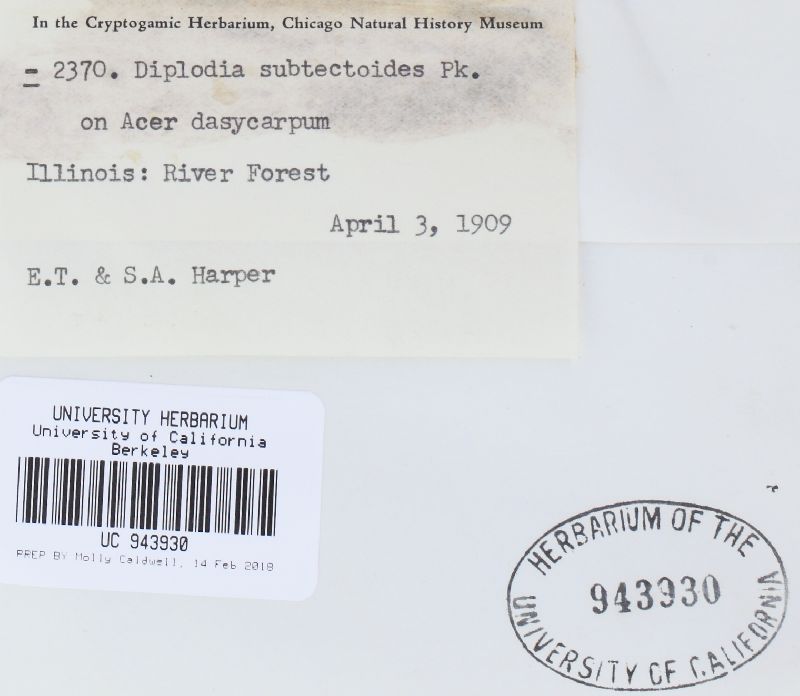 In the Cryptogamic Herbarium, Chicago Natural History Museum
- 2370. Diplodia subtectoides Pk.
on Acer dasycarpum
Illinois: River Forest
April 3, 1909
E.T. & S.A. Harper
UNIVERSITY HERBARIUM
University of California
Berkeley
UC 943930
PREP BY Molly Caldwell, 14 Feb 2018
HERBARIUM OF THE
943930
UNIVERSITY OF CALIFORNIA